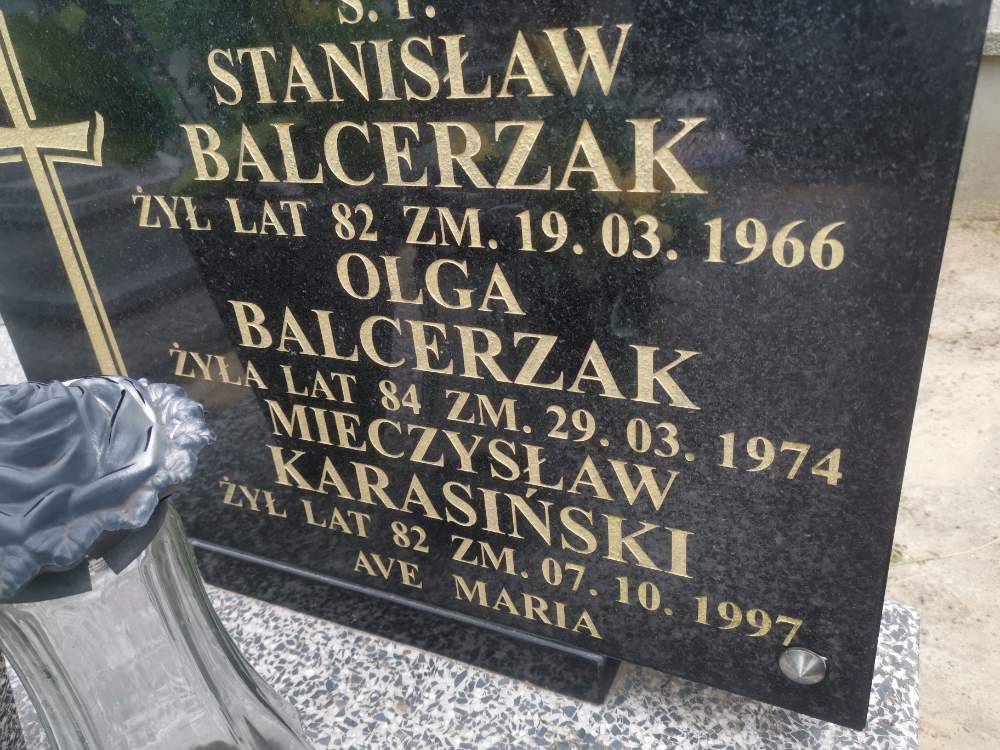 Ś. P.
STANISŁAW
BALCERZAK
ŻYŁ LAT 82 ZM. 19. 03. 1966
OLGA
BALCERZAK
ŻYŁA LAT 84 ZM. 29. 03. 1974
MIECZYSŁAW
KARASIŃSKI
ŻYŁ LAT 82 ZM. 07. 10. 1997
AVE MARIA